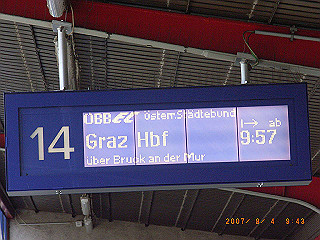 14
ÖBB EC Österr. Städtebund
Graz Hbf
ab
9:57
über Bruck an der Mur
2007/ 8/ 4 9:43